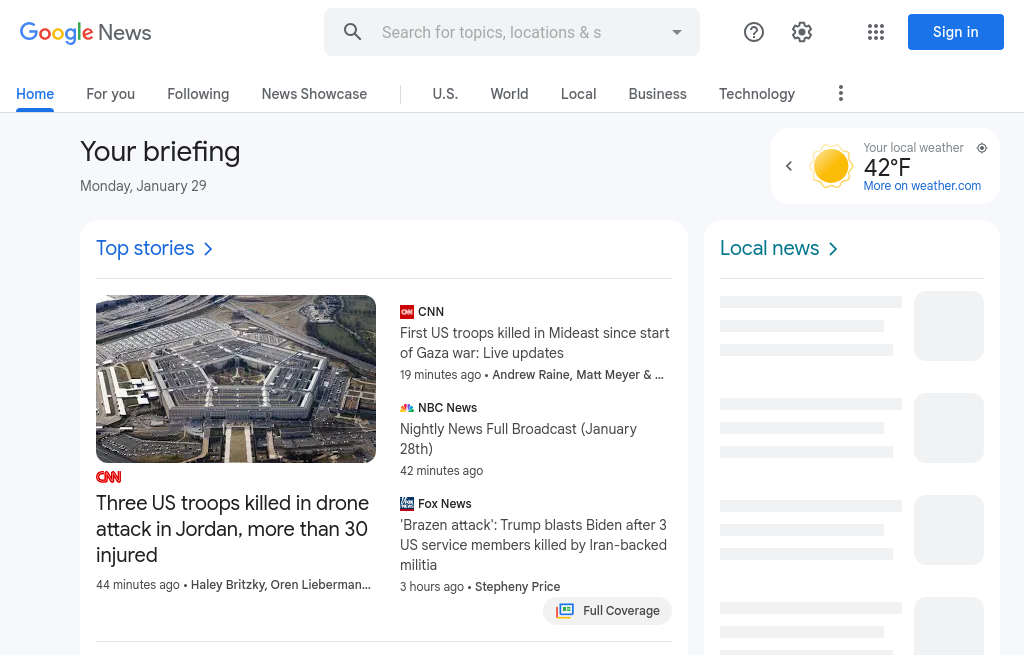 Google News
Search for topics, locations & s
Sign in
Home
For you
Following
News Showcase
U.S.
World
Local
Business
Technology
Your briefing
Monday, January 29
Your local weather
42°F
More on weather.com
Top stories
CNN
Three US troops killed in drone
attack in Jordan, more than 30
injured
44 minutes ago • Haley Britzky, Oren Lieberman…
CNN
First US troops killed in Mideast since start
of Gaza war: Live updates
19 minutes ago • Andrew Raine, Matt Meyer & …
NBC News
Nightly News Full Broadcast (January
28th)
42 minutes ago
Fox News
'Brazen attack': Trump blasts Biden after 3
US service members killed by Iran-backed
militia
3 hours ago • Stepheny Price
Full Coverage
Local news